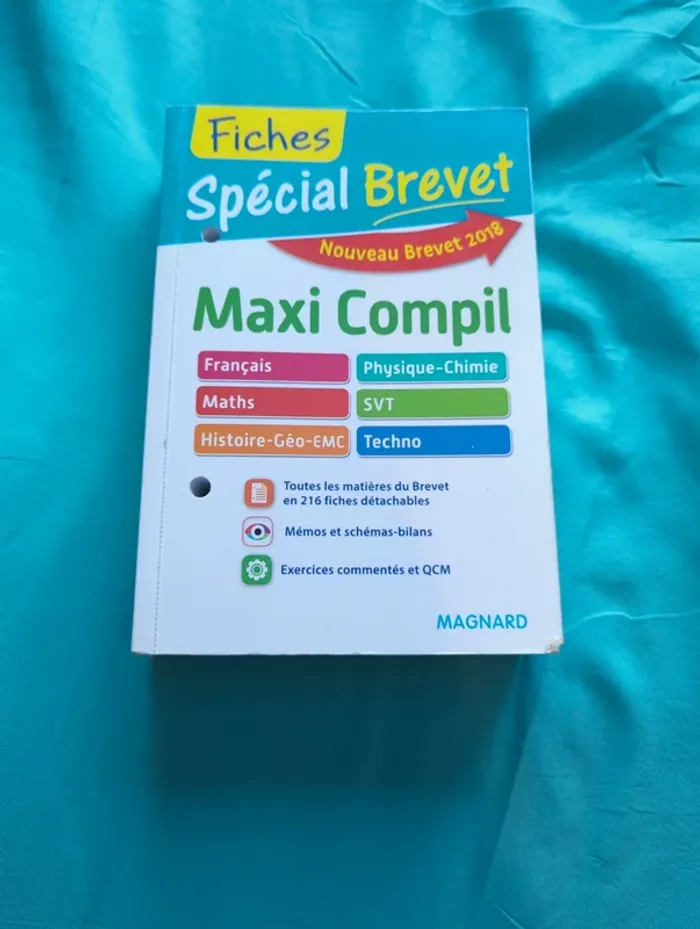 Fiches
Spécial Brevet
Nouveau Brevet 2018
Maxi Compil
Français
Physique-Chimie
Maths
SVT
Histoire-Géo-EMC
Techno
Toutes les matières du Brevet
en 216 fiches détachables
Mémos et schémas-bilans
Exercices commentés et QCM
MAGNARD